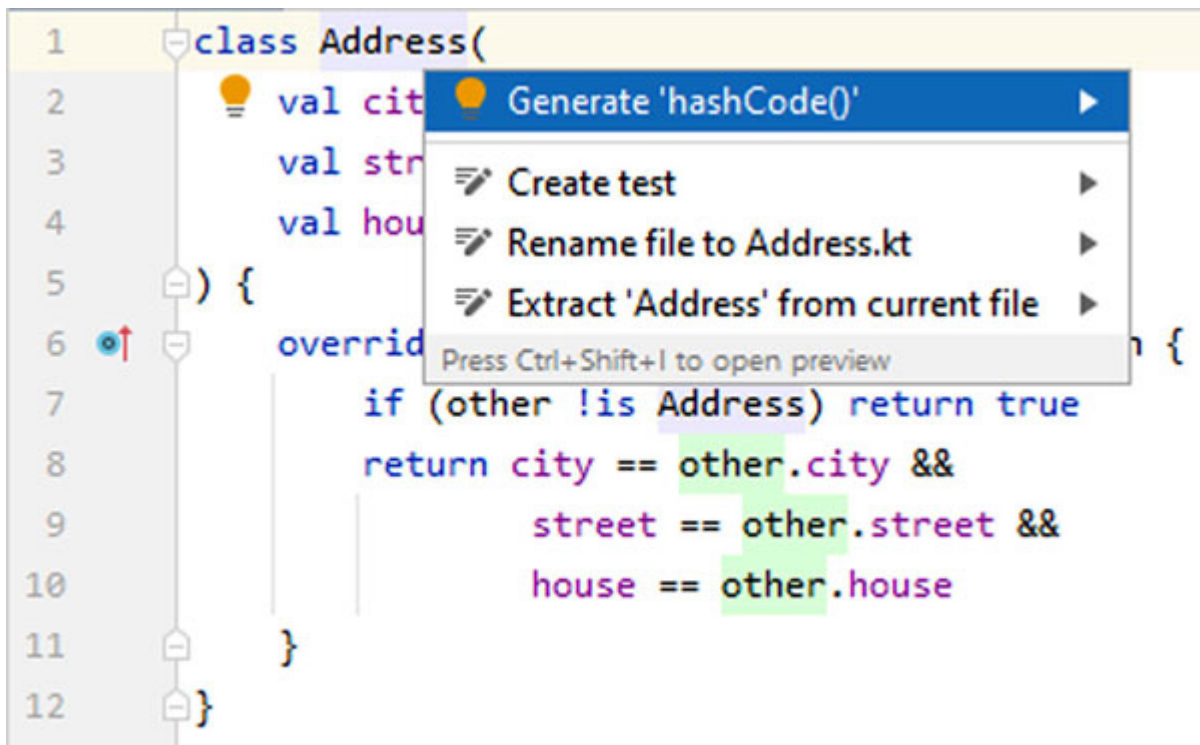 1 class Address(
2 val cit Generate 'hashCode()'
3 val str Create test
4 val hou Rename file to Address.kt
5 ) { Extract 'Address' from current file
6 overrid Press Ctrl+Shift+I to open preview n {
7 if (other !is Address) return true
8 return city == other.city &&
9 street == other.street &&
10 house == other.house
11 }
12 }